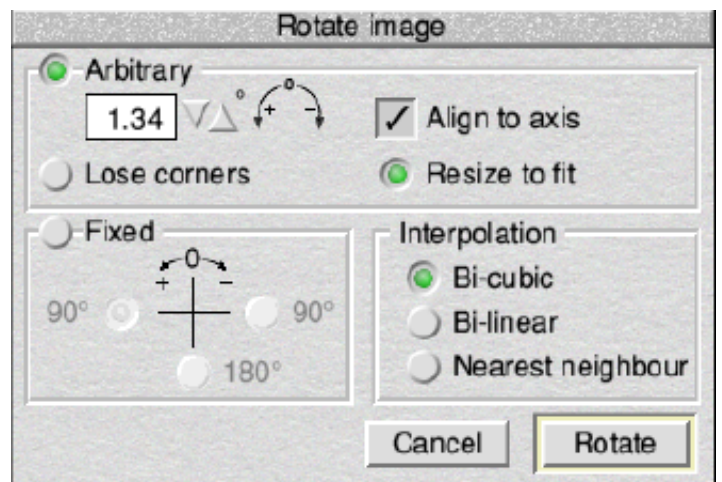 Rotate image
Arbitrary
1.34 ° + 0 - Align to axis
Lose corners Resize to fit
Fixed Interpolation
0
+ - Bi-cubic
90° 90° Bi-linear
180° Nearest neighbour
Cancel Rotate